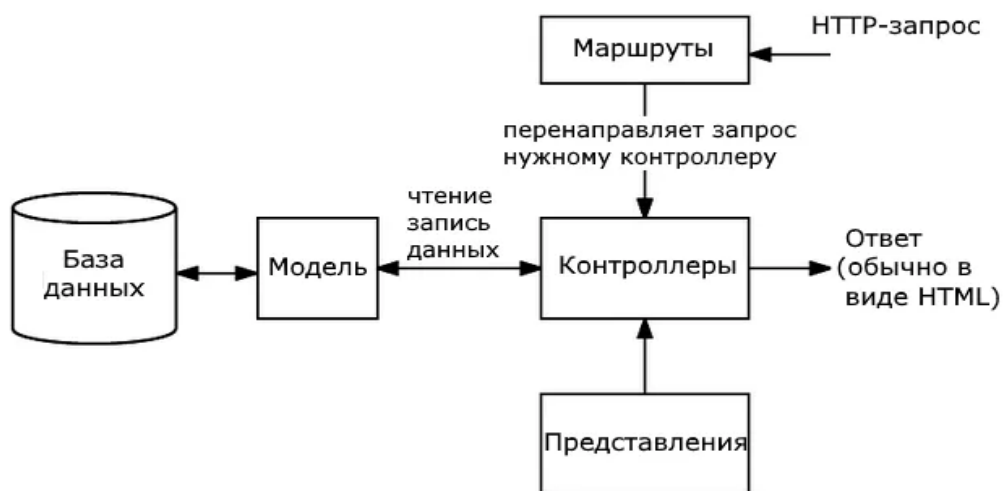 HTTP-запрос
Маршруты
перенаправляет запрос
нужному контроллеру
чтение
запись
данных
База
данных
Модель
Контроллеры
Ответ
(обычно в
виде HTML)
Представления